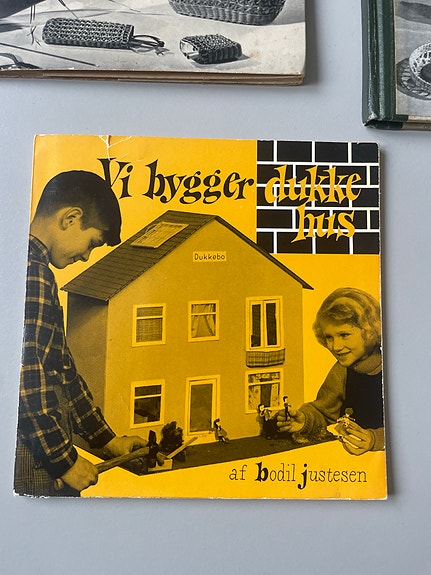 Vi bygger dukke
hus
Dukkebo
af bodil justesen